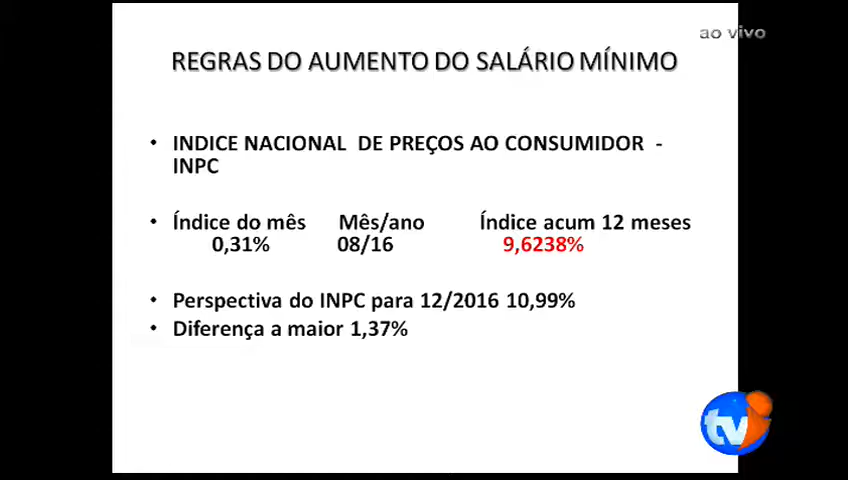 ao vivo
REGRAS DO AUMENTO DO SALÁRIO MÍNIMO
• INDICE NACIONAL DE PREÇOS AO CONSUMIDOR -
INPC
• Índice do mês Mês/ano Índice acum 12 meses
0,31% 08/16 9,6238%
• Perspectiva do INPC para 12/2016 10,99%
• Diferença a maior 1,37%
tvi